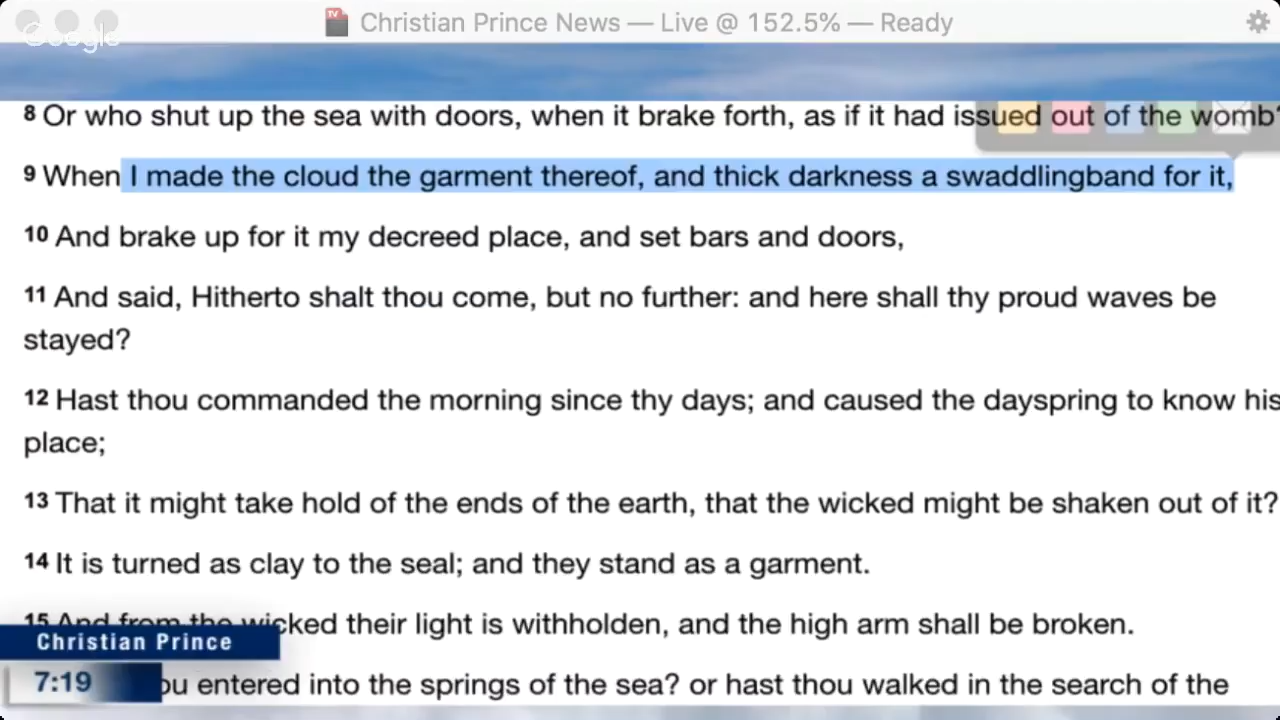 Christian Prince News — Live @ 152.5% — Ready
Google
8 Or who shut up the sea with doors, when it brake forth, as if it had issued out of the womb?
9 When I made the cloud the garment thereof, and thick darkness a swaddlingband for it,
10 And brake up for it my decreed place, and set bars and doors,
11 And said, Hitherto shalt thou come, but no further: and here shall thy proud waves be
stayed?
12 Hast thou commanded the morning since thy days; and caused the dayspring to know his
place;
13 That it might take hold of the ends of the earth, that the wicked might be shaken out of it?
14 It is turned as clay to the seal; and they stand as a garment.
15 And from the wicked their light is withholden, and the high arm shall be broken.
Christian Prince
7:19
ou entered into the springs of the sea? or hast thou walked in the search of the